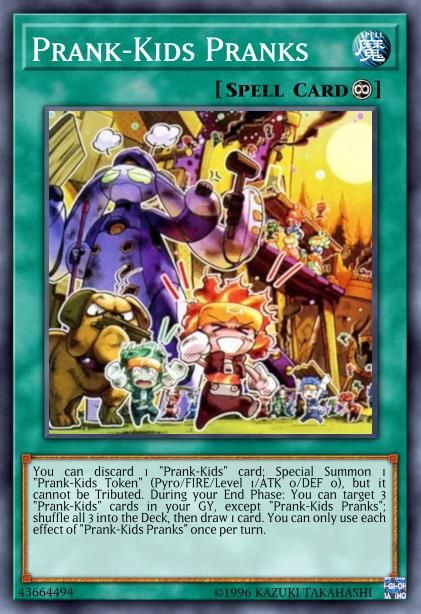 PRANK-KIDS PRANKS
SPELL
魔
[SPELL CARD]
You can discard 1 "Prank-Kids" card; Special Summon 1
"Prank-Kids Token" (Pyro/FIRE/Level 1/ATK 0/DEF 0), but it
cannot be Tributed. During your End Phase: You can target 3
"Prank-Kids" cards in your GY, except "Prank-Kids Pranks";
shuffle all 3 into the Deck, then draw 1 card. You can only use each
effect of "Prank-Kids Pranks" once per turn.
43664494 ©1996 KAZUKI TAKAHASHI